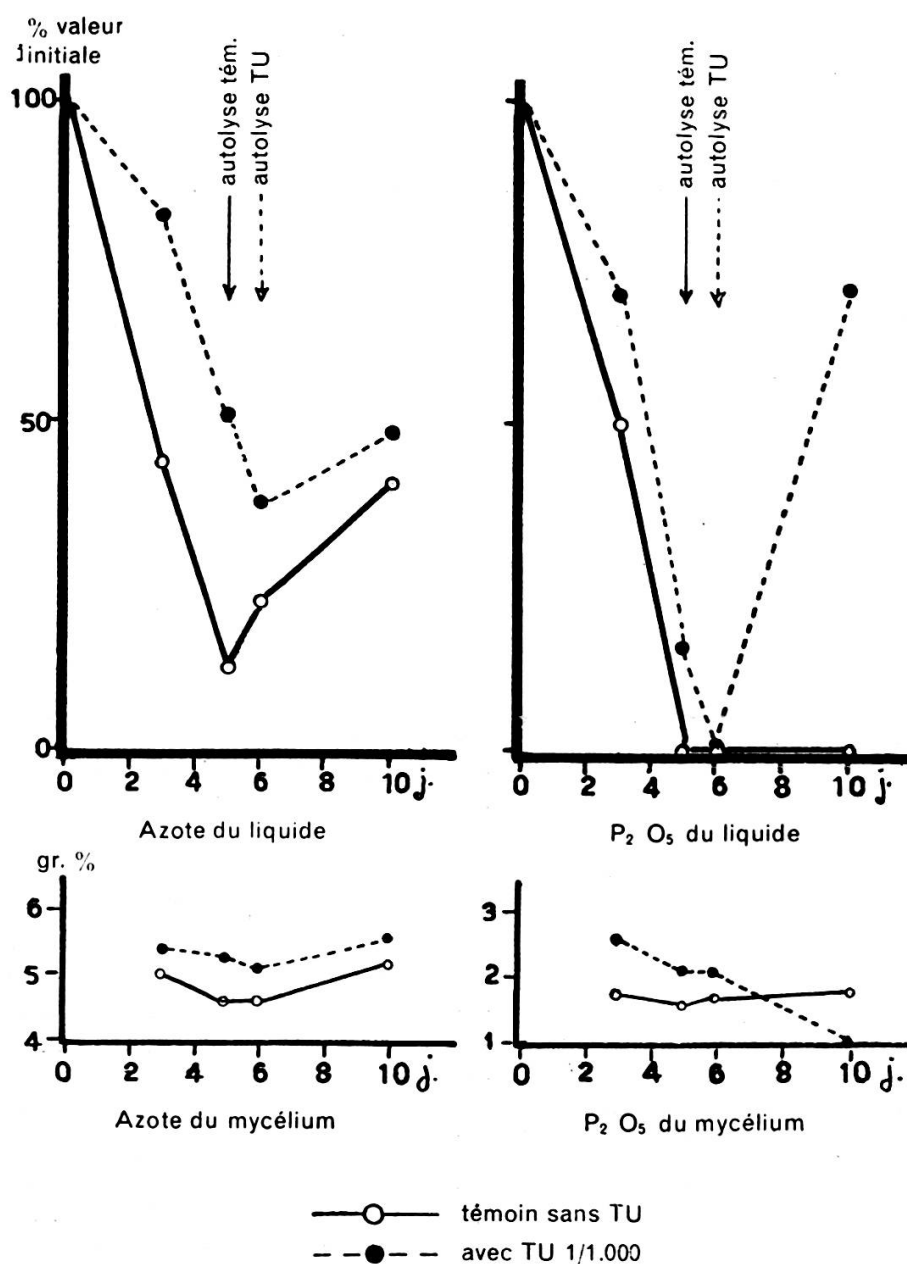 % valeur
initiale
autolyse tém.
autolyse TU
autolyse tém.
autolyse TU
100
50
0
0 2 4 6 8 10 j.
0 2 4 6 8 10 j.
Azote du liquide
P₂ O₅ du liquide
gr. %
6
5
4
0 2 4 6 8 10 j.
3
2
1
0 2 4 6 8 10 j.
Azote du mycélium
P₂ O₅ du mycélium
témoin sans TU
avec TU 1/1.000